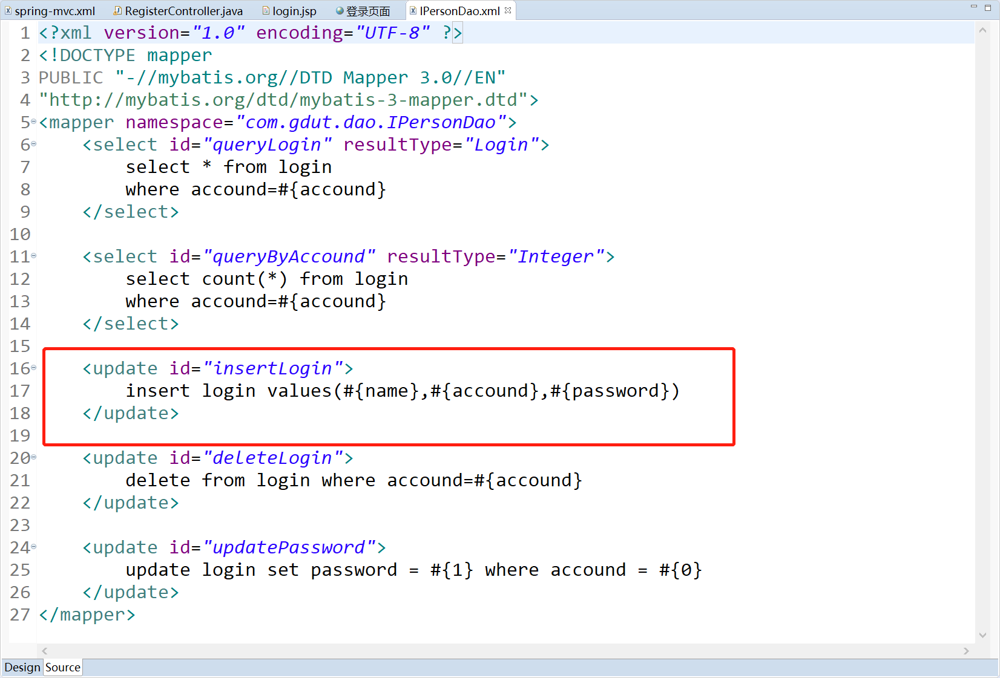 spring-mvc.xml RegisterController.java login.jsp 登录页面 IPersonDao.xml
1 <?xml version="1.0" encoding="UTF-8" ?>
2 <!DOCTYPE mapper
3 PUBLIC "-//mybatis.org//DTD Mapper 3.0//EN"
4 "http://mybatis.org/dtd/mybatis-3-mapper.dtd">
5 <mapper namespace="com.gdut.dao.IPersonDao">
6     <select id="queryLogin" resultType="Login">
7         select * from login
8         where accound=#{accound}
9     </select>
10
11     <select id="queryByAccound" resultType="Integer">
12         select count(*) from login
13         where accound=#{accound}
14     </select>
15
16     <update id="insertLogin">
17         insert login values(#{name},#{accound},#{password})
18     </update>
19
20     <update id="deleteLogin">
21         delete from login where accound=#{accound}
22     </update>
23
24     <update id="updatePassword">
25         update login set password = #{1} where accound = #{0}
26     </update>
27 </mapper>
Design Source